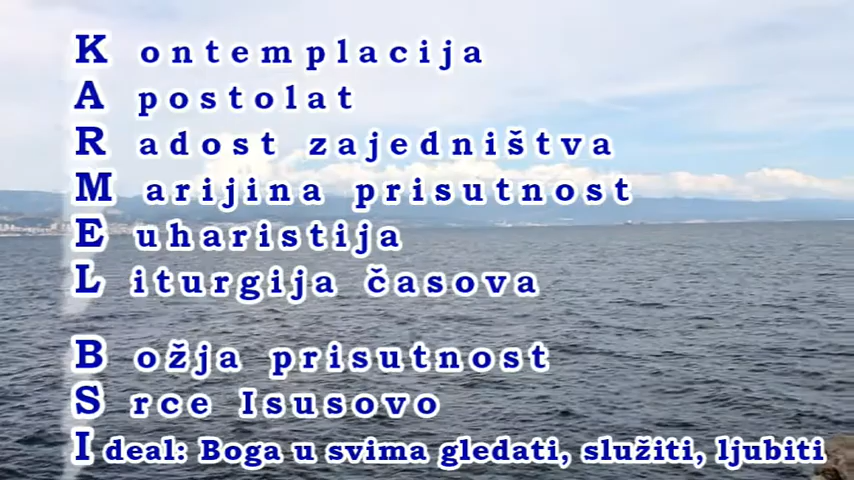 Kontemplacija
Apostolat
Radost zajedništva
Marijina prisutnost
Euharistija
Liturgija časova
Božja prisutnost
Srce Isusovo
Ideal: Boga u svima gledati, služiti, ljubiti